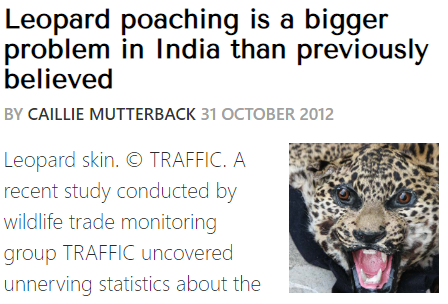 Leopard poaching is a bigger
problem in India than previously
believed
BY CAILLIE MUTTERBACK 31 OCTOBER 2012
Leopard skin. © TRAFFIC. A
recent study conducted by
wildlife trade monitoring
group TRAFFIC uncovered
unnerving statistics about the